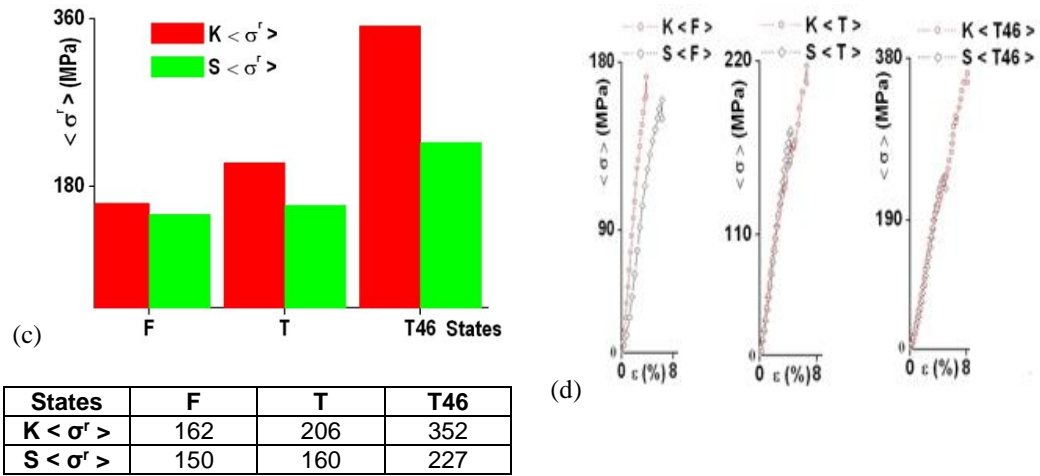 360
180
< σʳ > (MPa)
K < σʳ >
S < σʳ >
F T T46 States
(c)
States F T T46
K < σʳ > 162 206 352
S < σʳ > 150 160 227
K < F >
S < F >
180
90
0
< σ > (MPa)
0 ε (%) 8
K < T >
S < T >
220
110
0
< σ > (MPa)
0 ε (%) 8
K < T46 >
S < T46 >
380
190
0
< σ > (MPa)
0 ε (%) 8
(d)